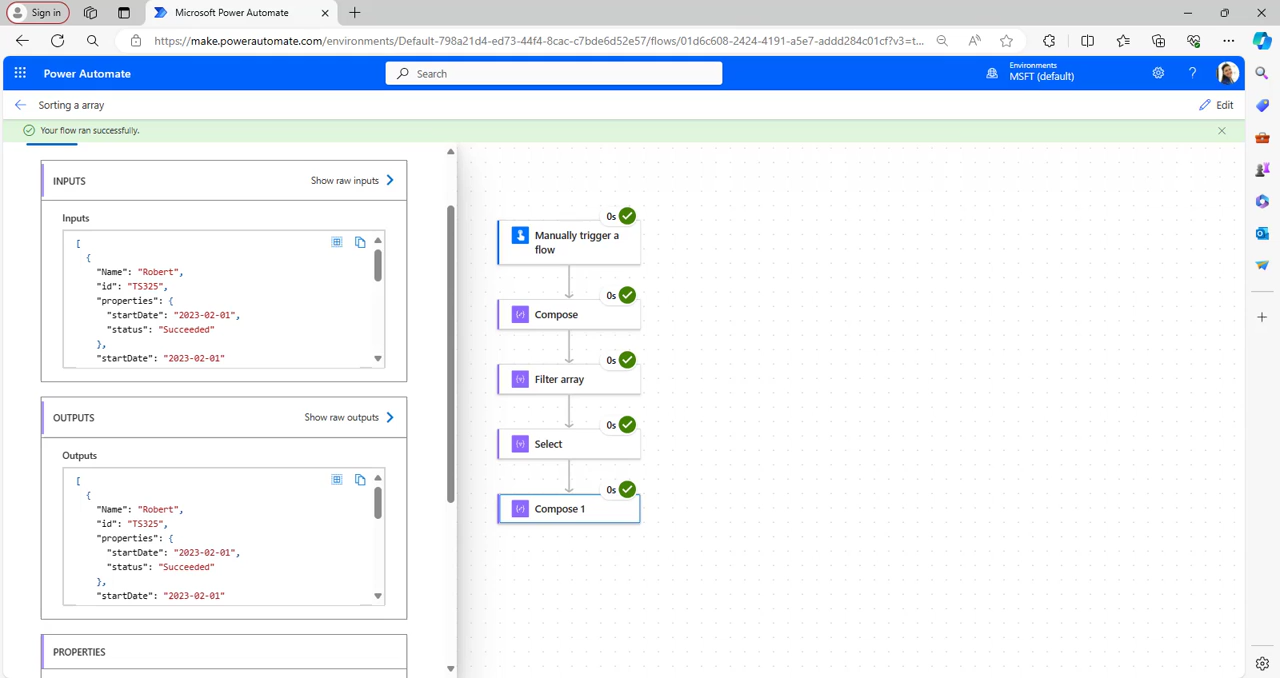 Sign in
Microsoft Power Automate
https://make.powerautomate.com/environments/Default-798a21d4-ed73-44f4-8cac-c7bde6d52e57/flows/01d6c608-2424-4191-a5e7-addd284c01cf?v3=t...
Power Automate
Search
Environments
MSFT (default)
Sorting a array
Edit
Your flow ran successfully.
INPUTS
Show raw inputs
Inputs
[
{
"Name": "Robert",
"id": "TS325",
"properties": {
"startDate": "2023-02-01",
"status": "Succeeded"
},
"startDate": "2023-02-01"
OUTPUTS
Show raw outputs
Outputs
[
{
"Name": "Robert",
"id": "TS325",
"properties": {
"startDate": "2023-02-01",
"status": "Succeeded"
},
"startDate": "2023-02-01"
PROPERTIES
0s
Manually trigger a
flow
0s
Compose
0s
Filter array
0s
Select
0s
Compose 1